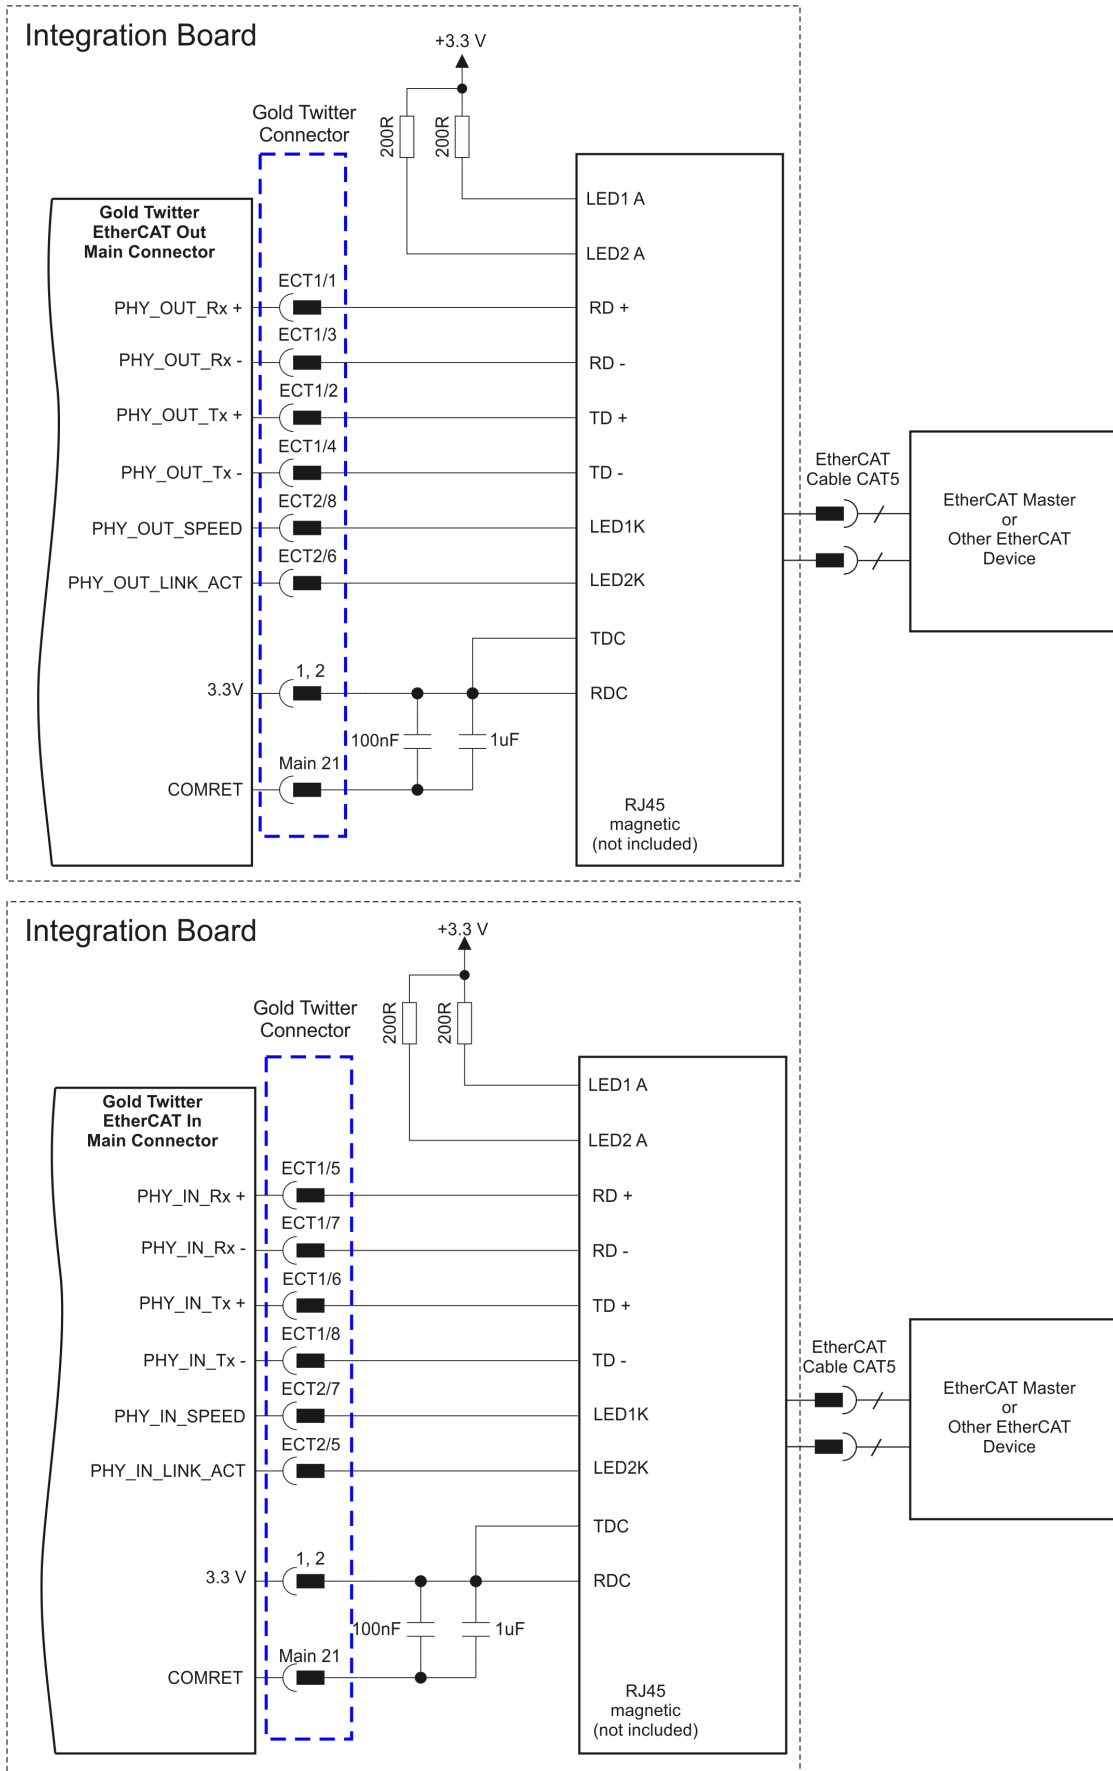 Integration Board
+3.3 V
Gold Twitter
Connector
200R
200R
LED1 A
Gold Twitter
EtherCAT Out
Main Connector
LED2 A
ECT1/1
PHY_OUT_Rx +
RD +
ECT1/3
PHY_OUT_Rx -
RD -
ECT1/2
PHY_OUT_Tx +
TD +
ECT1/4
PHY_OUT_Tx -
TD -
EtherCAT
Cable CAT5
ECT2/8
PHY_OUT_SPEED
LED1K
EtherCAT Master
or
Other EtherCAT
Device
ECT2/6
PHY_OUT_LINK_ACT
LED2K
TDC
1, 2
3.3V
RDC
100nF
1uF
Main 21
COMRET
RJ45
magnetic
(not included)
Integration Board
+3.3 V
Gold Twitter
Connector
200R
200R
LED1 A
Gold Twitter
EtherCAT In
Main Connector
LED2 A
ECT1/5
PHY_IN_Rx +
RD +
ECT1/7
PHY_IN_Rx -
RD -
ECT1/6
PHY_IN_Tx +
TD +
ECT1/8
PHY_IN_Tx -
TD -
EtherCAT
Cable CAT5
ECT2/7
PHY_IN_SPEED
LED1K
EtherCAT Master
or
Other EtherCAT
Device
ECT2/5
PHY_IN_LINK_ACT
LED2K
TDC
1, 2
3.3 V
RDC
100nF
1uF
Main 21
COMRET
RJ45
magnetic
(not included)